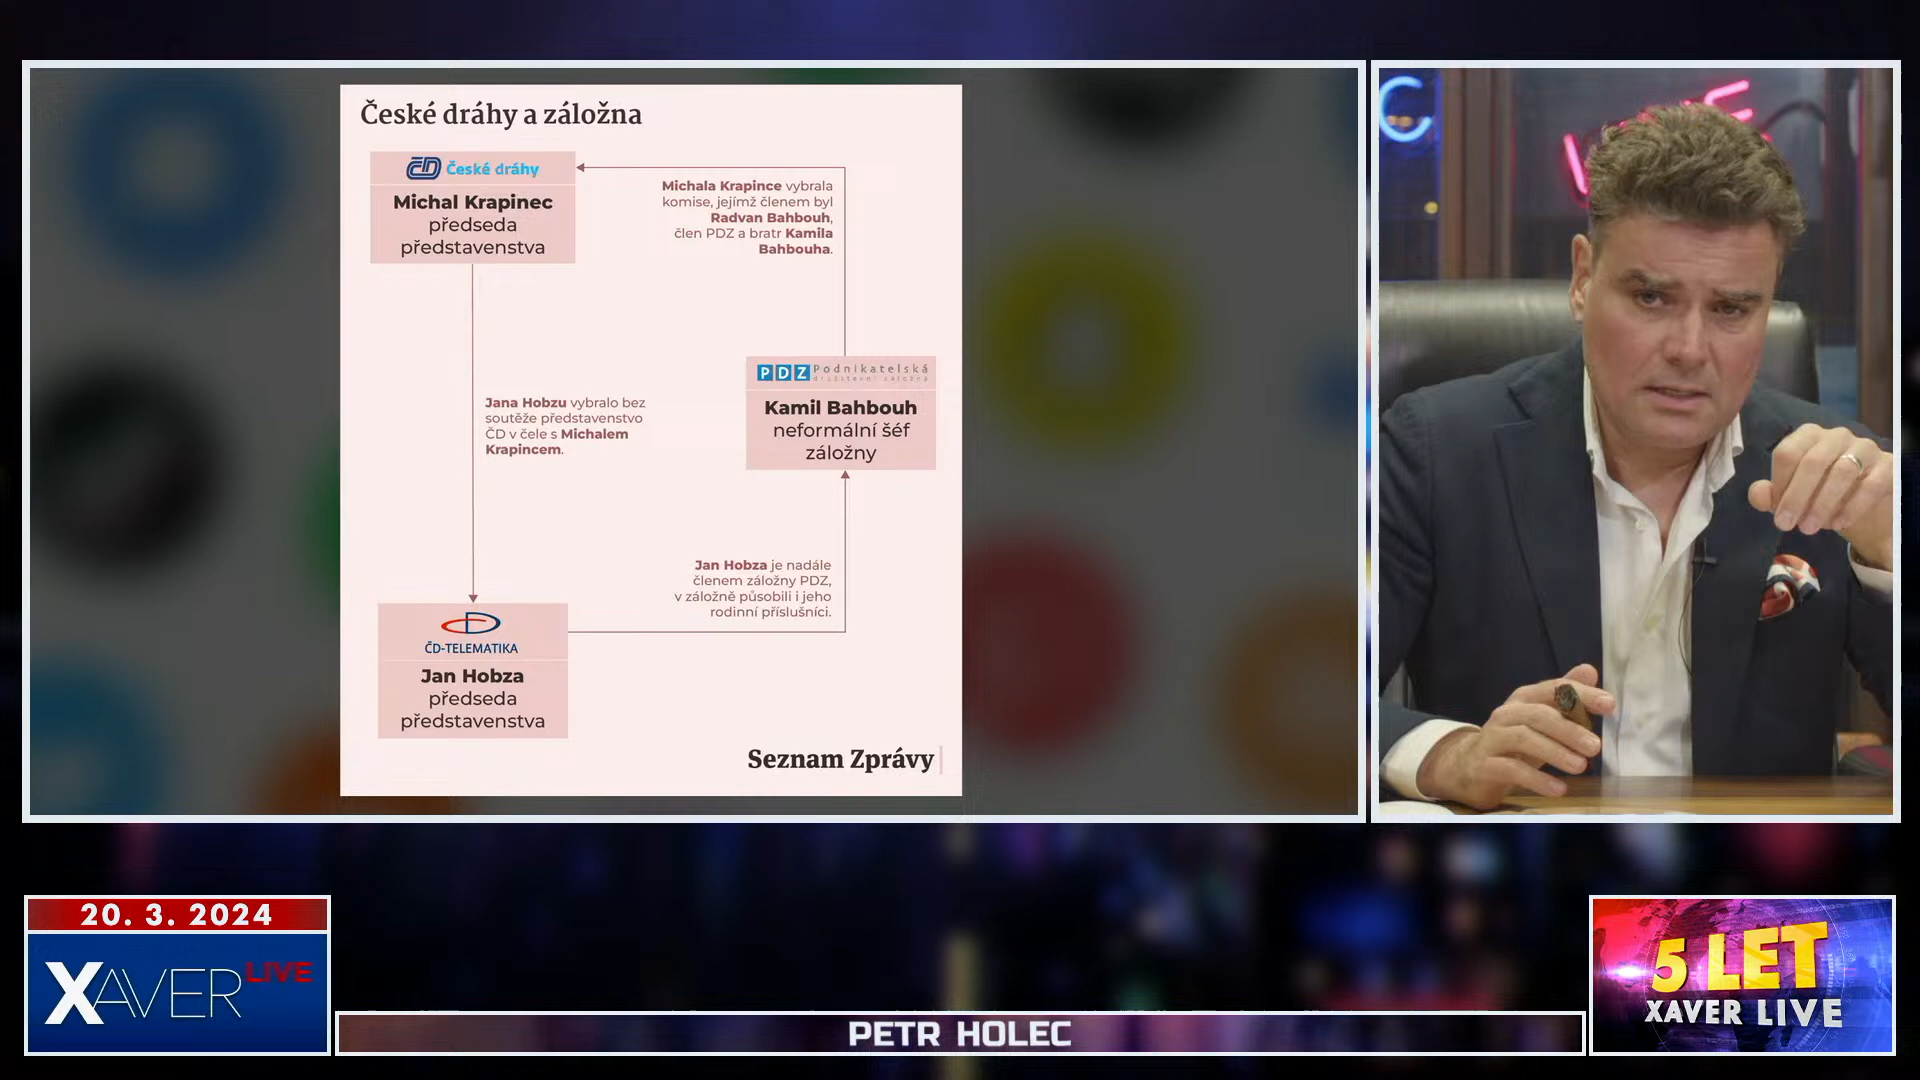 České dráhy a záložna
ČD České dráhy
Michal Krapinec
předseda
představenstva
Michala Krapince vybrala
komise, jejímž členem byl
Radvan Bahbouh,
člen PDZ a bratr Kamila
Bahbouha.
PDZ Podnikatelská
družstevní záložna
Kamil Bahbouh
neformální šéf
záložny
Jana Hobzu vybralo bez
soutěže představenstvo
ČD v čele s Michalem
Krapincem.
Jan Hobza je nadále
členem záložny PDZ,
v záložně působili i jeho
rodinní příslušníci.
ČD-TELEMATIKA
Jan Hobza
předseda
představenstva
Seznam Zprávy
C
20. 3. 2024
XAVER LIVE
PETR HOLEC
5 LET
XAVER LIVE